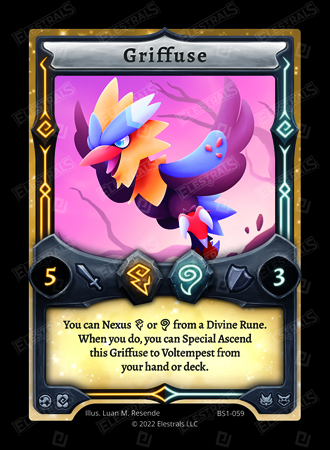 Griffuse
5
3
You can Nexus or from a Divine Rune.
When you do, you can Special Ascend
this Griffuse to Voltempest from
your hand or deck.
Illus. Luan M. Resende
BS1-059
© 2022 Elestrals LLC
ELESTRALS